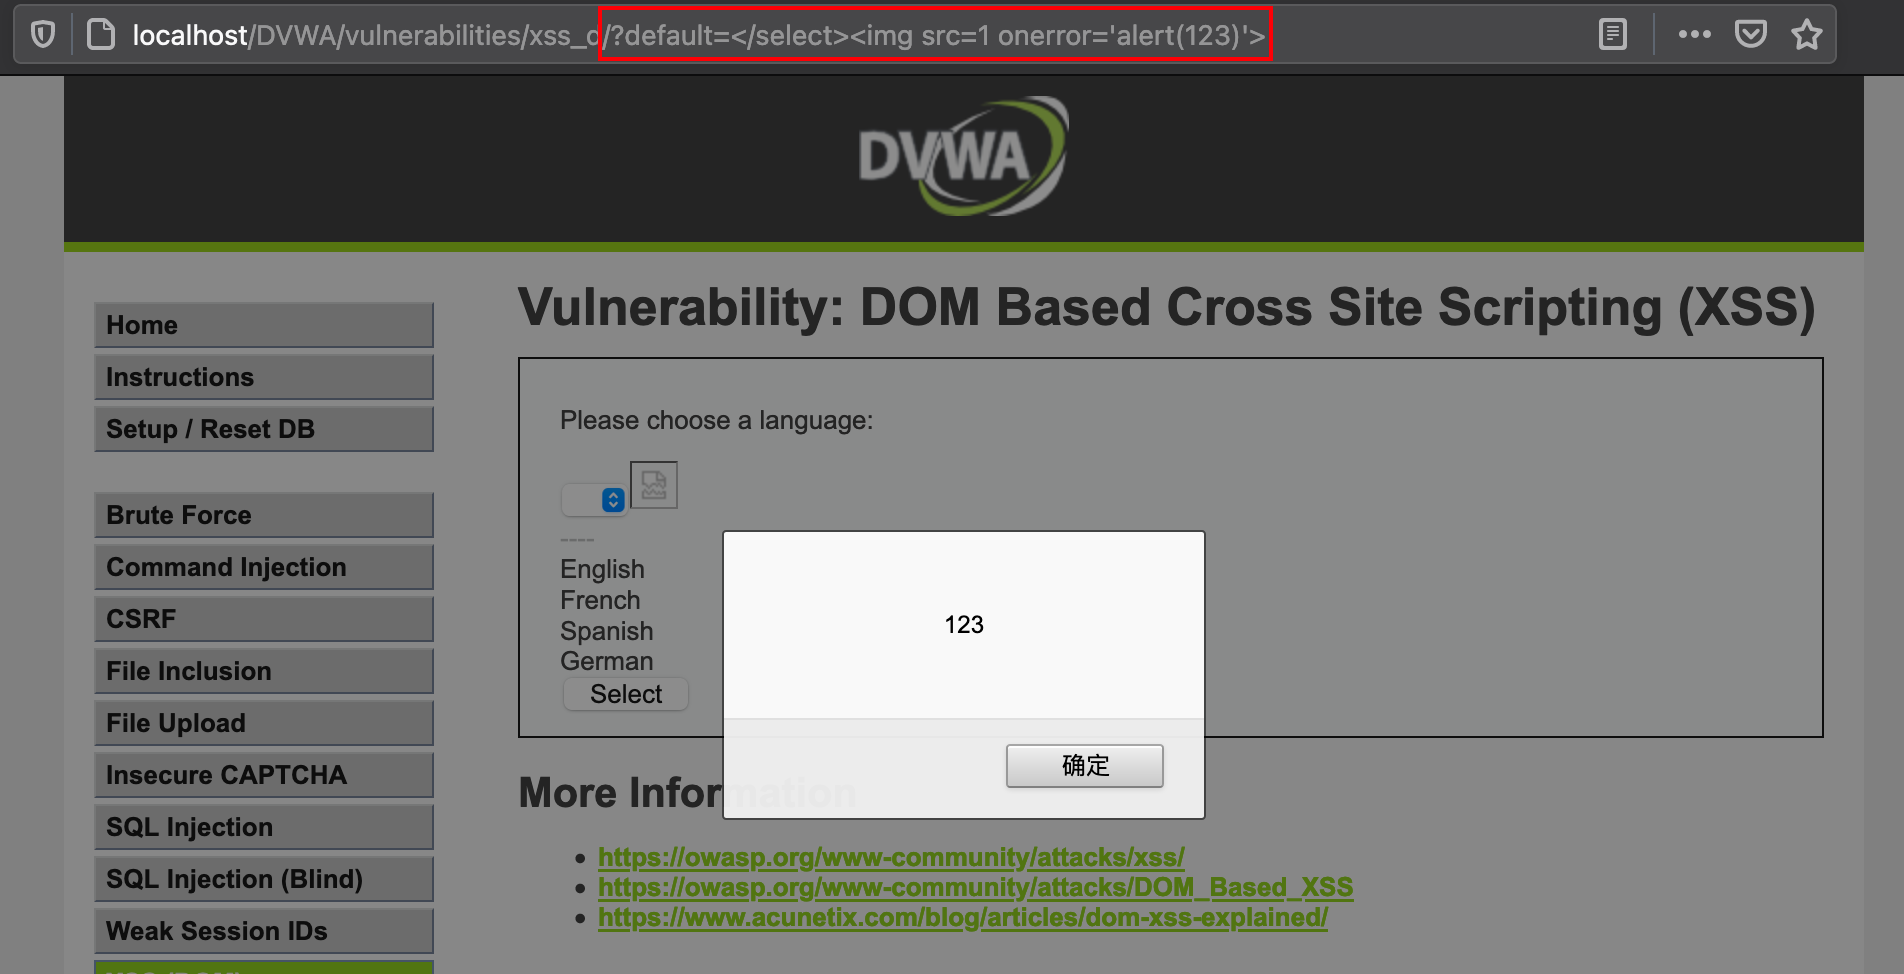 localhost/DVWA/vulnerabilities/xss_d/?default=</select><img src=1 onerror='alert(123)'>
DVWA
Home
Instructions
Setup / Reset DB
Brute Force
Command Injection
CSRF
File Inclusion
File Upload
Insecure CAPTCHA
SQL Injection
SQL Injection (Blind)
Weak Session IDs
XSS (DOM)
Vulnerability: DOM Based Cross Site Scripting (XSS)
Please choose a language:
----
English
French
Spanish
German
Select
123
确定
More Information
https://owasp.org/www-community/attacks/xss/
https://owasp.org/www-community/attacks/DOM_Based_XSS
https://www.acunetix.com/blog/articles/dom-xss-explained/